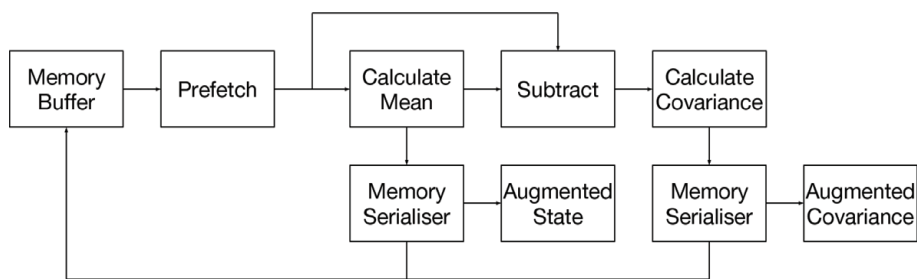 Memory
Buffer
Prefetch
Calculate
Mean
Subtract
Calculate
Covariance
Memory
Serialiser
Augmented
State
Memory
Serialiser
Augmented
Covariance